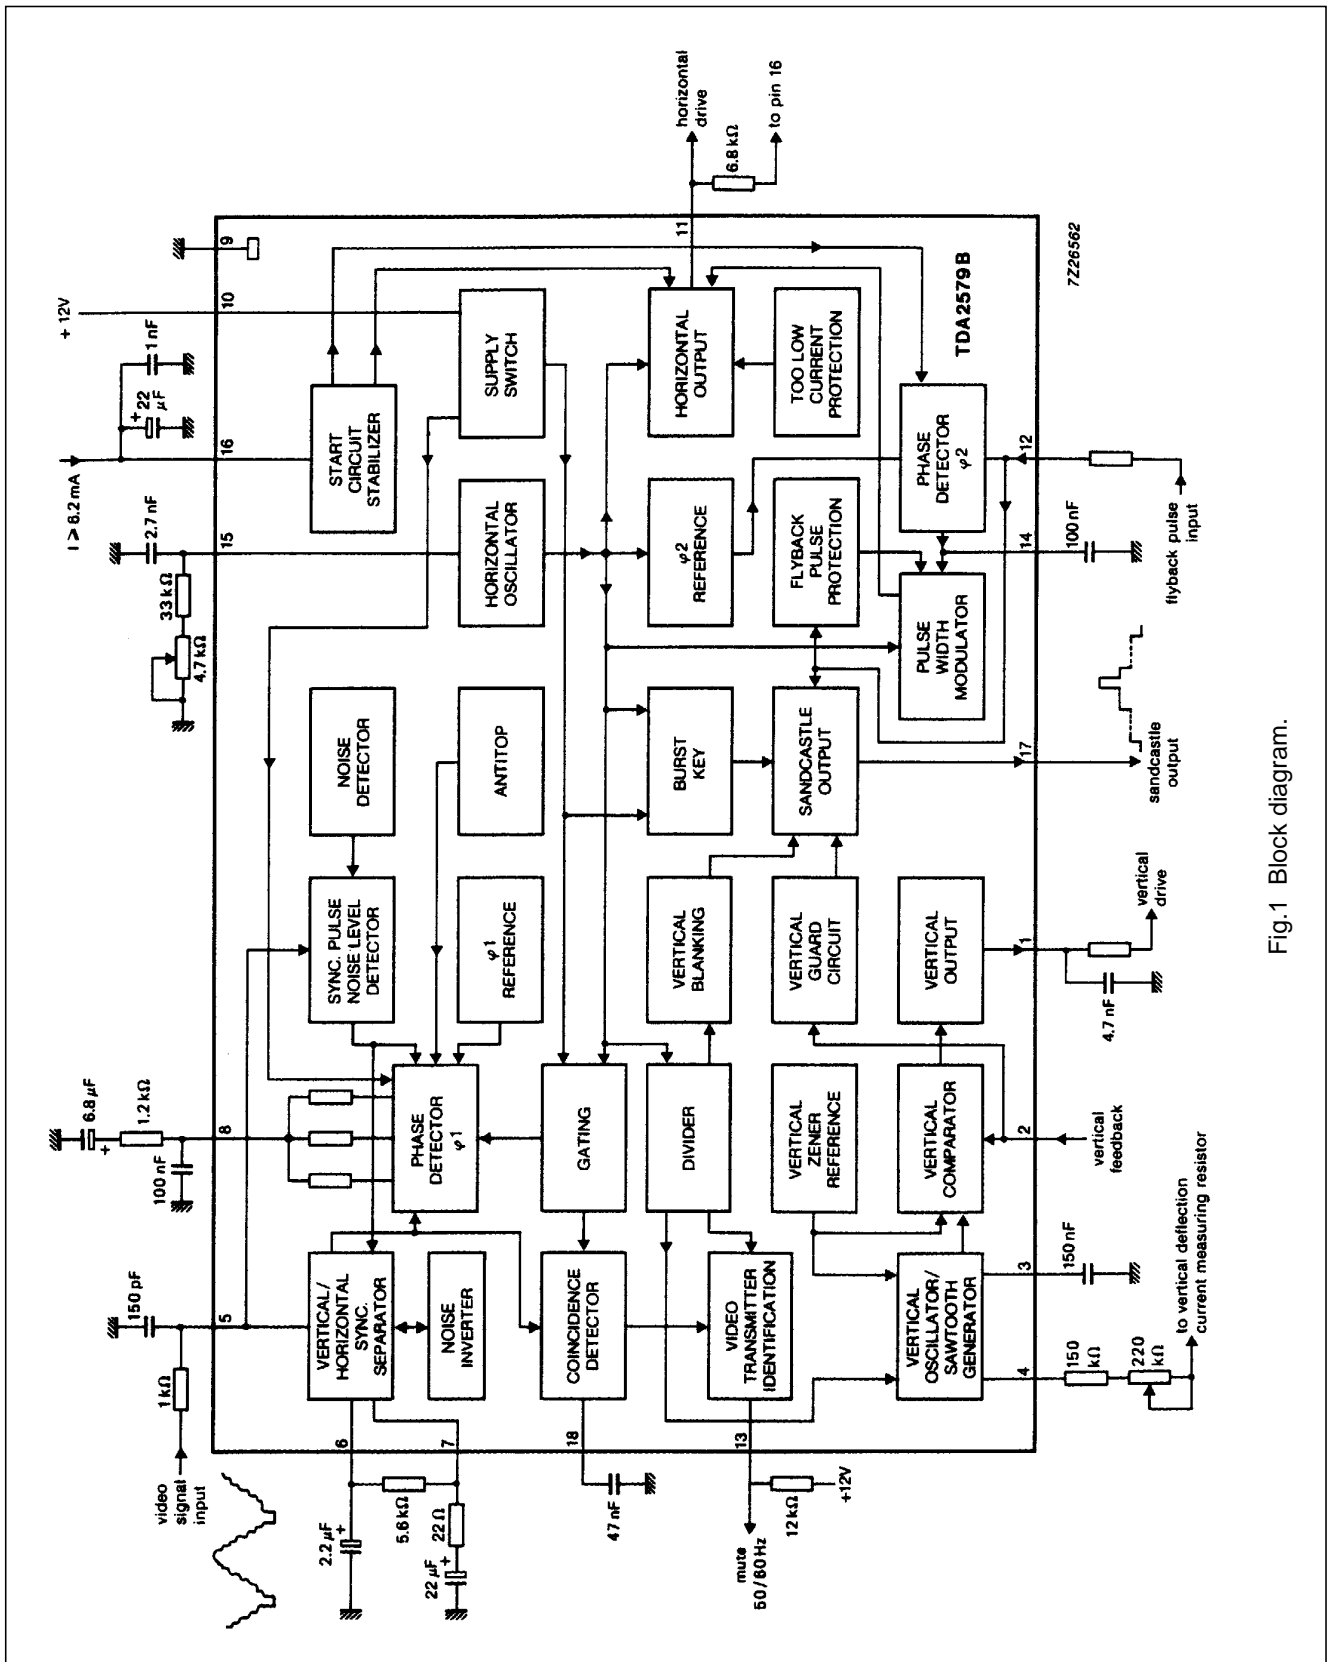 video
signal
input
1 kΩ
150 pF
5
100 nF
1.2 kΩ
6.8 µF
+
8
4.7 kΩ
33 kΩ
2.7 nF
15
I ≥ 6.2 mA
16
+ 22
µF
1 nF
+ 12V
10
9
VERTICAL/
HORIZONTAL
SYNC.
SEPARATOR
PHASE
DETECTOR
φ1
SYNC. PULSE
NOISE LEVEL
DETECTOR
NOISE
DETECTOR
START
CIRCUIT
STABILIZER
NOISE
INVERTER
φ1
REFERENCE
ANTITOP
HORIZONTAL
OSCILLATOR
SUPPLY
SWITCH
6
7
2.2 µF
+
5.6 kΩ
22 Ω
22 µF
+
18
47 nF
COINCIDENCE
DETECTOR
GATING
DIVIDER
VIDEO
TRANSMITTER
IDENTIFICATION
VERTICAL
BLANKING
BURST
KEY
φ2
REFERENCE
HORIZONTAL
OUTPUT
11
horizontal
drive
6.8 kΩ
to pin 16
13
mute
50/60 Hz
12 kΩ
+12V
VERTICAL
ZENER
REFERENCE
VERTICAL
GUARD
CIRCUIT
SANDCASTLE
OUTPUT
FLYBACK
PULSE
PROTECTION
TOO LOW
CURRENT
PROTECTION
VERTICAL
OSCILLATOR/
SAWTOOTH
GENERATOR
VERTICAL
COMPARATOR
VERTICAL
OUTPUT
PULSE
WIDTH
MODULATOR
PHASE
DETECTOR
φ2
TDA2579B
4
3
2
1
17
14
12
150
kΩ
220
kΩ
to vertical deflection
current measuring resistor
150 nF
vertical
feedback
4.7 nF
vertical
drive
sandcastle
output
100 nF
flyback pulse
input
7Z26562
Fig.1 Block diagram.